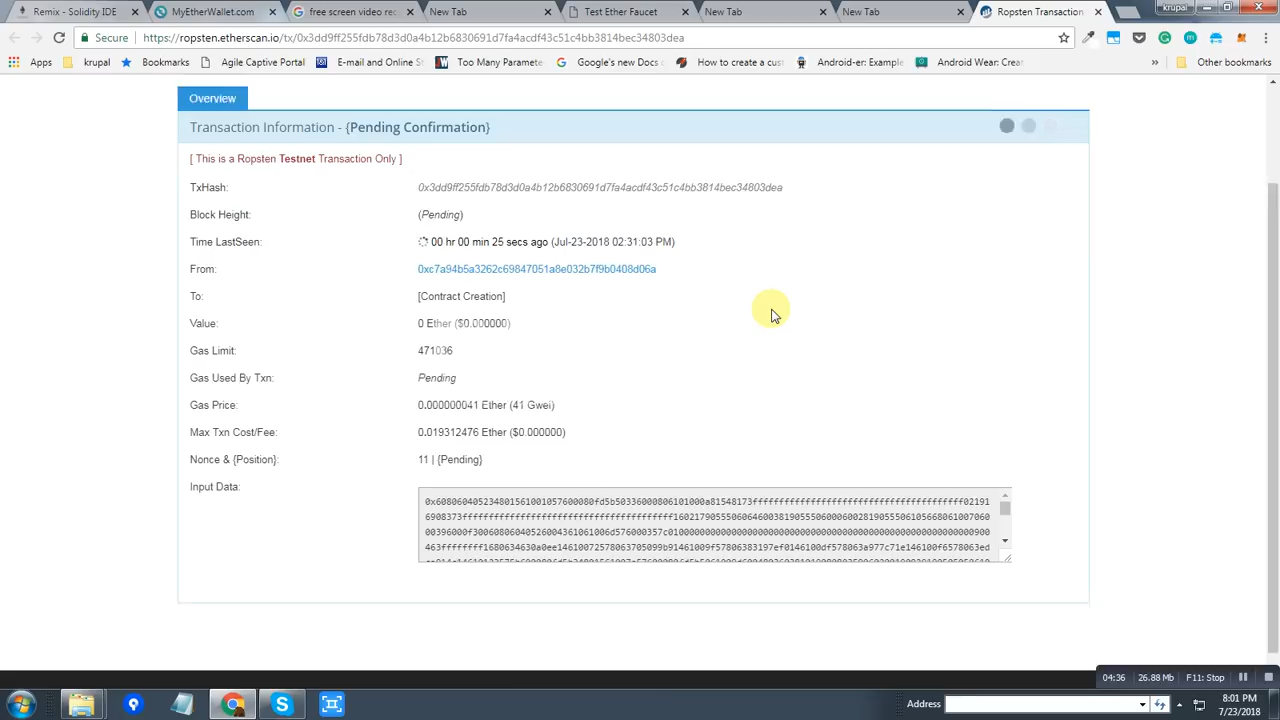 Remix - Solidity IDE
MyEtherWallet.com
free screen video rec
New Tab
Test Ether Faucet
New Tab
New Tab
Ropsten Transaction
krupal
Secure
https://ropsten.etherscan.io/tx/0x3dd9ff255fdb78d3d0a4b12b6830691d7fa4acdf43c51c4bb3814bec34803dea
Apps
krupal
Bookmarks
Agile Captive Portal
E-mail and Online S
Too Many Paramete
Google's new Docs
How to create a cust
Android-er: Example
Android Wear: Crea
»
Other bookmarks
Overview
Transaction Information - {Pending Confirmation}
[ This is a Ropsten Testnet Transaction Only ]
TxHash: 0x3dd9ff255fdb78d3d0a4b12b6830691d7fa4acdf43c51c4bb3814bec34803dea
Block Height: (Pending)
Time LastSeen: 00 hr 00 min 25 secs ago (Jul-23-2018 02:31:03 PM)
From: 0xc7a94b5a3262c69847051a8e032b7f9b0408d06a
To: [Contract Creation]
Value: 0 Ether ($0.000000)
Gas Limit: 471036
Gas Used By Txn: Pending
Gas Price: 0.000000041 Ether (41 Gwei)
Max Txn Cost/Fee: 0.019312476 Ether ($0.000000)
Nonce & {Position}: 11 | {Pending}
Input Data:
04:36 26.88 Mb F11: Stop
Address
8:01 PM
7/23/2018